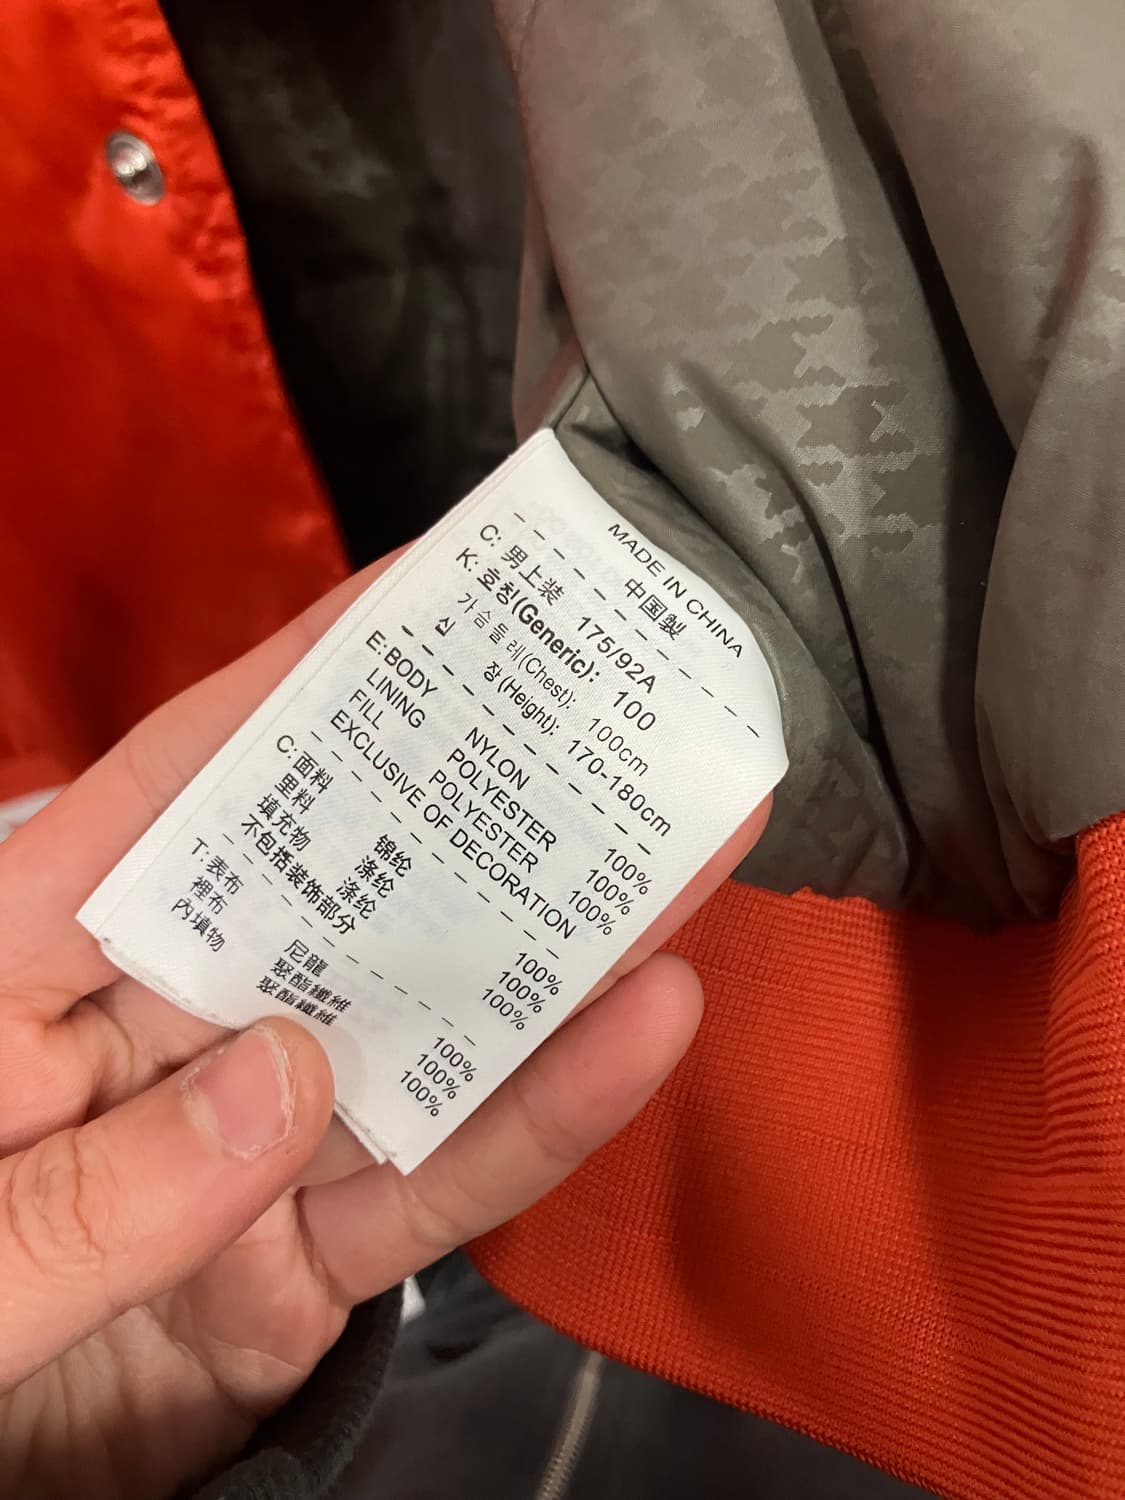 MADE IN CHINA
中国製
C: 男上装 175/92A
K: 호칭(Generic): 100
가슴둘레(Chest): 100cm
신 장(Height): 170-180cm
E:BODY NYLON 100%
LINING POLYESTER 100%
FILL POLYESTER 100%
EXCLUSIVE OF DECORATION
C:面料 锦纶 100%
里料 涤纶 100%
填充物 涤纶 100%
不包括装饰部分
T:表布 尼龍 100%
裡布 聚酯纖維 100%
內填物 聚酯纖維 100%